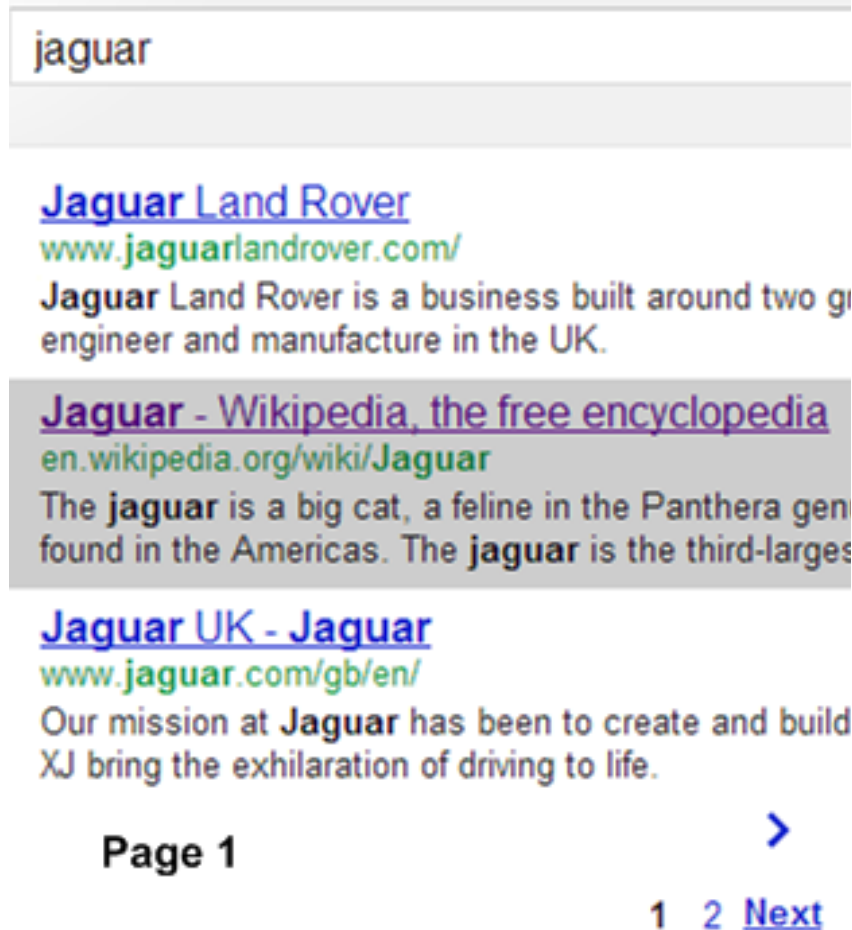 jaguar
Jaguar Land Rover
www.jaguarlandrover.com/
Jaguar Land Rover is a business built around two gr
engineer and manufacture in the UK.
Jaguar - Wikipedia, the free encyclopedia
en.wikipedia.org/wiki/Jaguar
The jaguar is a big cat, a feline in the Panthera genu
found in the Americas. The jaguar is the third-larges
Jaguar UK - Jaguar
www.jaguar.com/gb/en/
Our mission at Jaguar has been to create and build
XJ bring the exhilaration of driving to life.
Page 1
1 2 Next